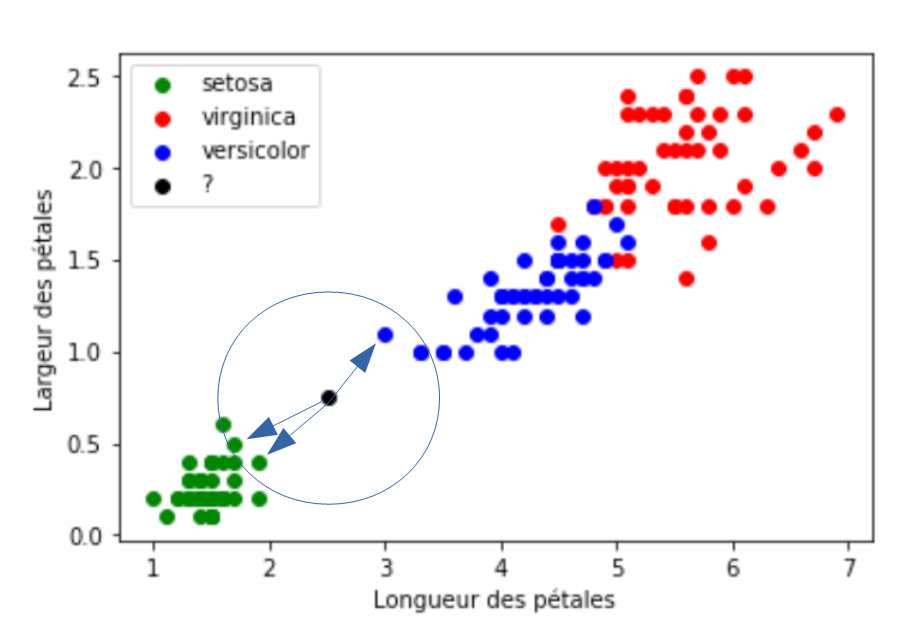 setosa
virginica
versicolor
?
Largeur des pétales
2.5
2.0
1.5
1.0
0.5
0.0
1 2 3 4 5 6 7
Longueur des pétales